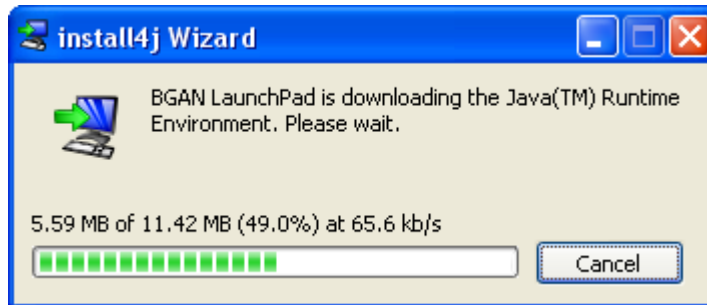 install4j Wizard
BGAN LaunchPad is downloading the Java(TM) Runtime
Environment. Please wait.
5.59 MB of 11.42 MB (49.0%) at 65.6 kb/s
Cancel